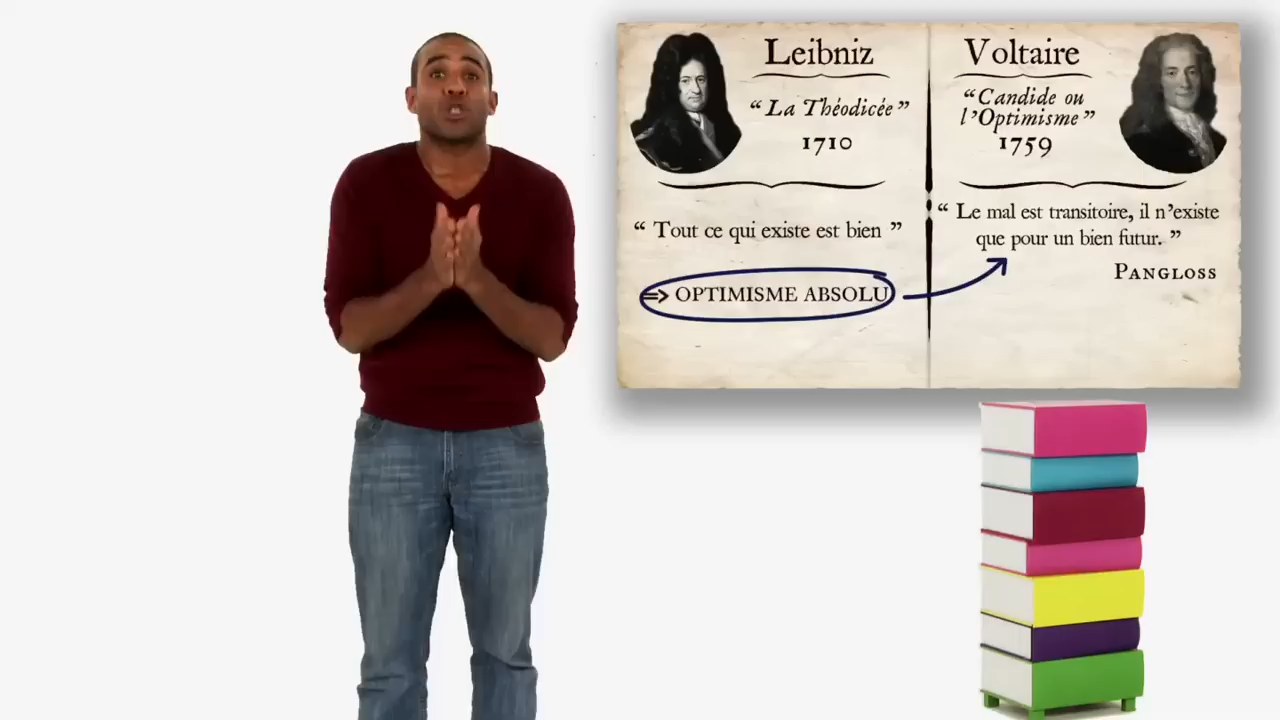 Leibniz
“ La Théodicée ”
1710
“ Tout ce qui existe est bien ”
=> OPTIMISME ABSOLU
Voltaire
“Candide ou
l’Optimisme ”
1759
“ Le mal est transitoire, il n’existe
que pour un bien futur. ”
Pangloss